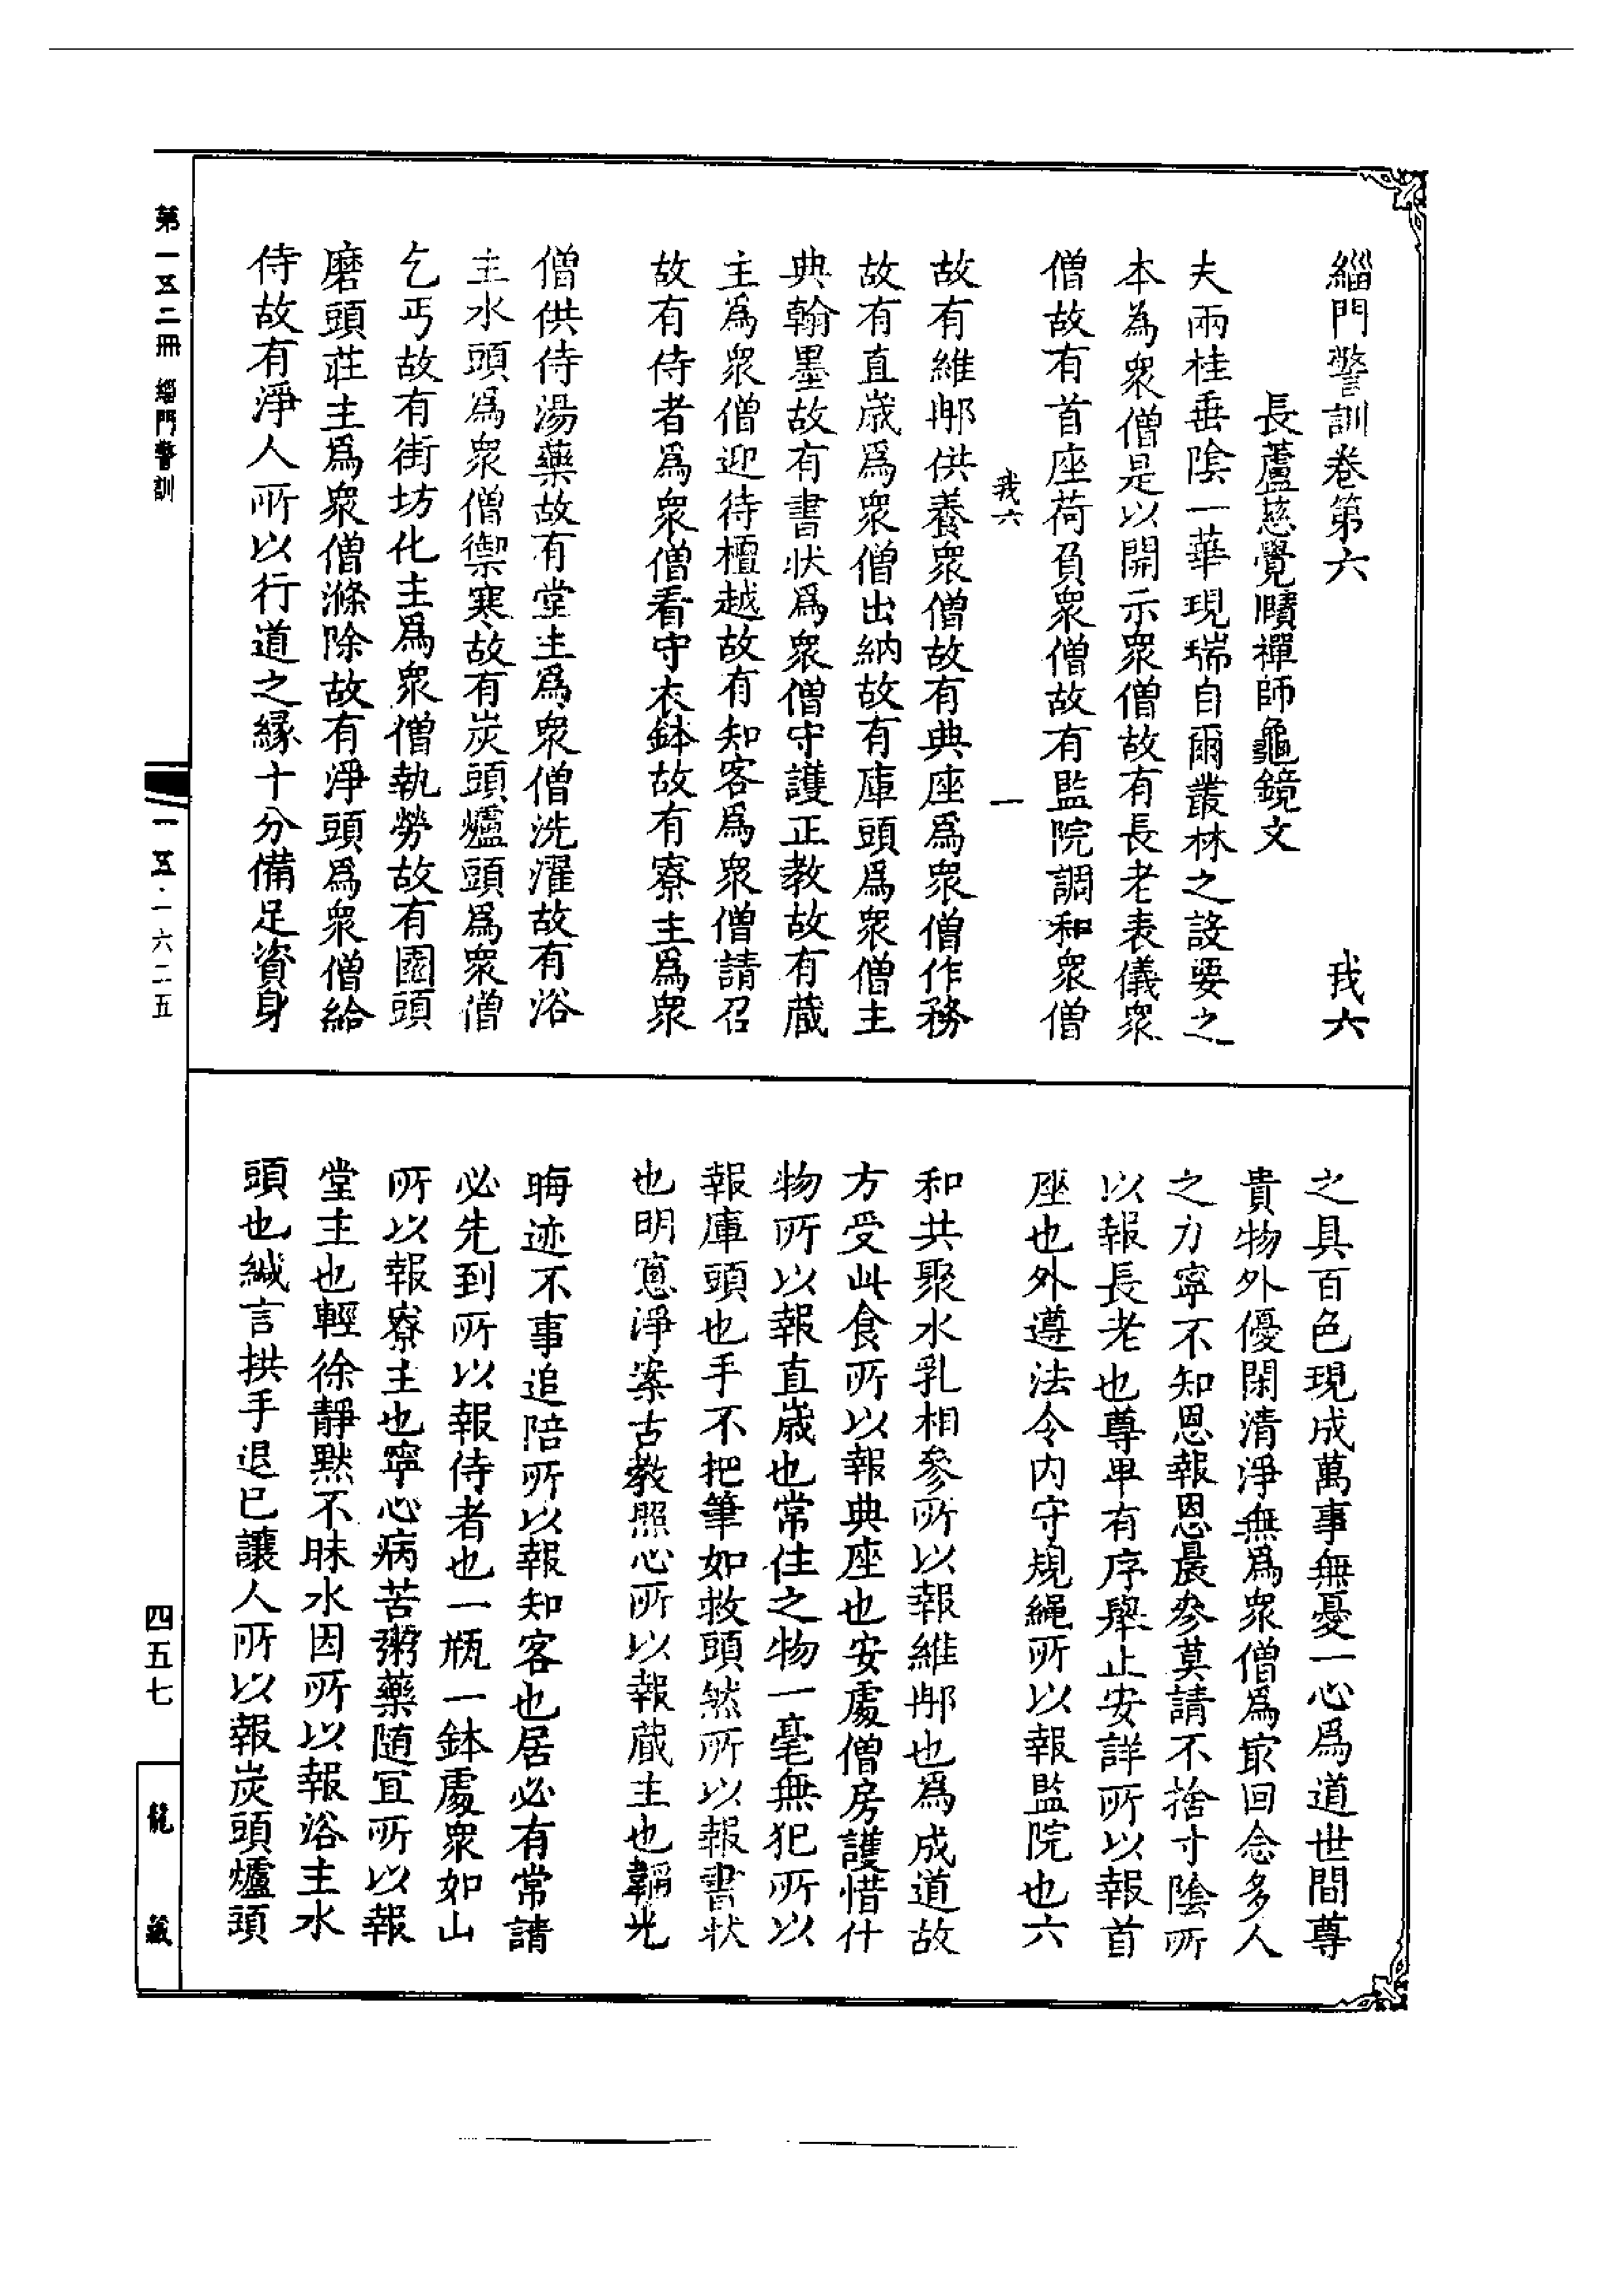 緇門警訓卷第六　我六
長蘆慈覺賾禪師龜鏡文
夫兩桂垂陰一華現瑞自爾叢林之設要之
本為衆僧是以開示衆僧故有長老表儀衆
僧故有首座荷負衆僧故有監院調和衆僧
我六　一
故有維那供養衆僧故有典座爲衆僧作務
故有直歲爲衆僧出納故有庫頭爲衆僧主
典翰墨故有書狀爲衆僧守護正教故有藏
主爲衆僧迎待檀越故有知客爲衆僧請召
故有侍者爲衆僧看守衣鉢故有寮主爲衆
僧供侍湯藥故有堂主爲衆僧洗濯故有浴
主水頭爲衆僧禦寒故有炭頭爐頭爲衆僧
乞丐故有街坊化主爲衆僧執勞故有園頭
磨頭莊主爲衆僧滌除故有淨頭爲衆僧給
侍故有淨人所以行道之緣十分備足資身
之具百色現成萬事無憂一心爲道世間尊
貴物外優閑清淨無爲衆僧爲㝡回念多人
之力寧不知恩報恩晨參莫請不捨寸陰所
以報長老也尊卑有序舉止安詳所以報首
座也外遵法令内守規繩所以報監院也六
和共聚水乳相參所以報維那也爲成道故
方受此食所以報典座也安處僧房護惜什
物所以報直歲也常住之物一毫無犯所以
報庫頭也手不把筆如救頭然所以報書狀
也明窻淨案古教照心所以報藏主也韜光
晦迹不事追陪所以報知客也居必有常請
必先到所以報侍者也一瓶一鉢處衆如山
所以報寮主也寧心病苦粥藥随宜所以報
堂主也輕徐靜默不昧水因所以報浴主水
頭也緘言拱手退已讓人所以報炭頭爐頭
第一五二冊　緇門警訓
一五·一六二五
四五七
龍藏